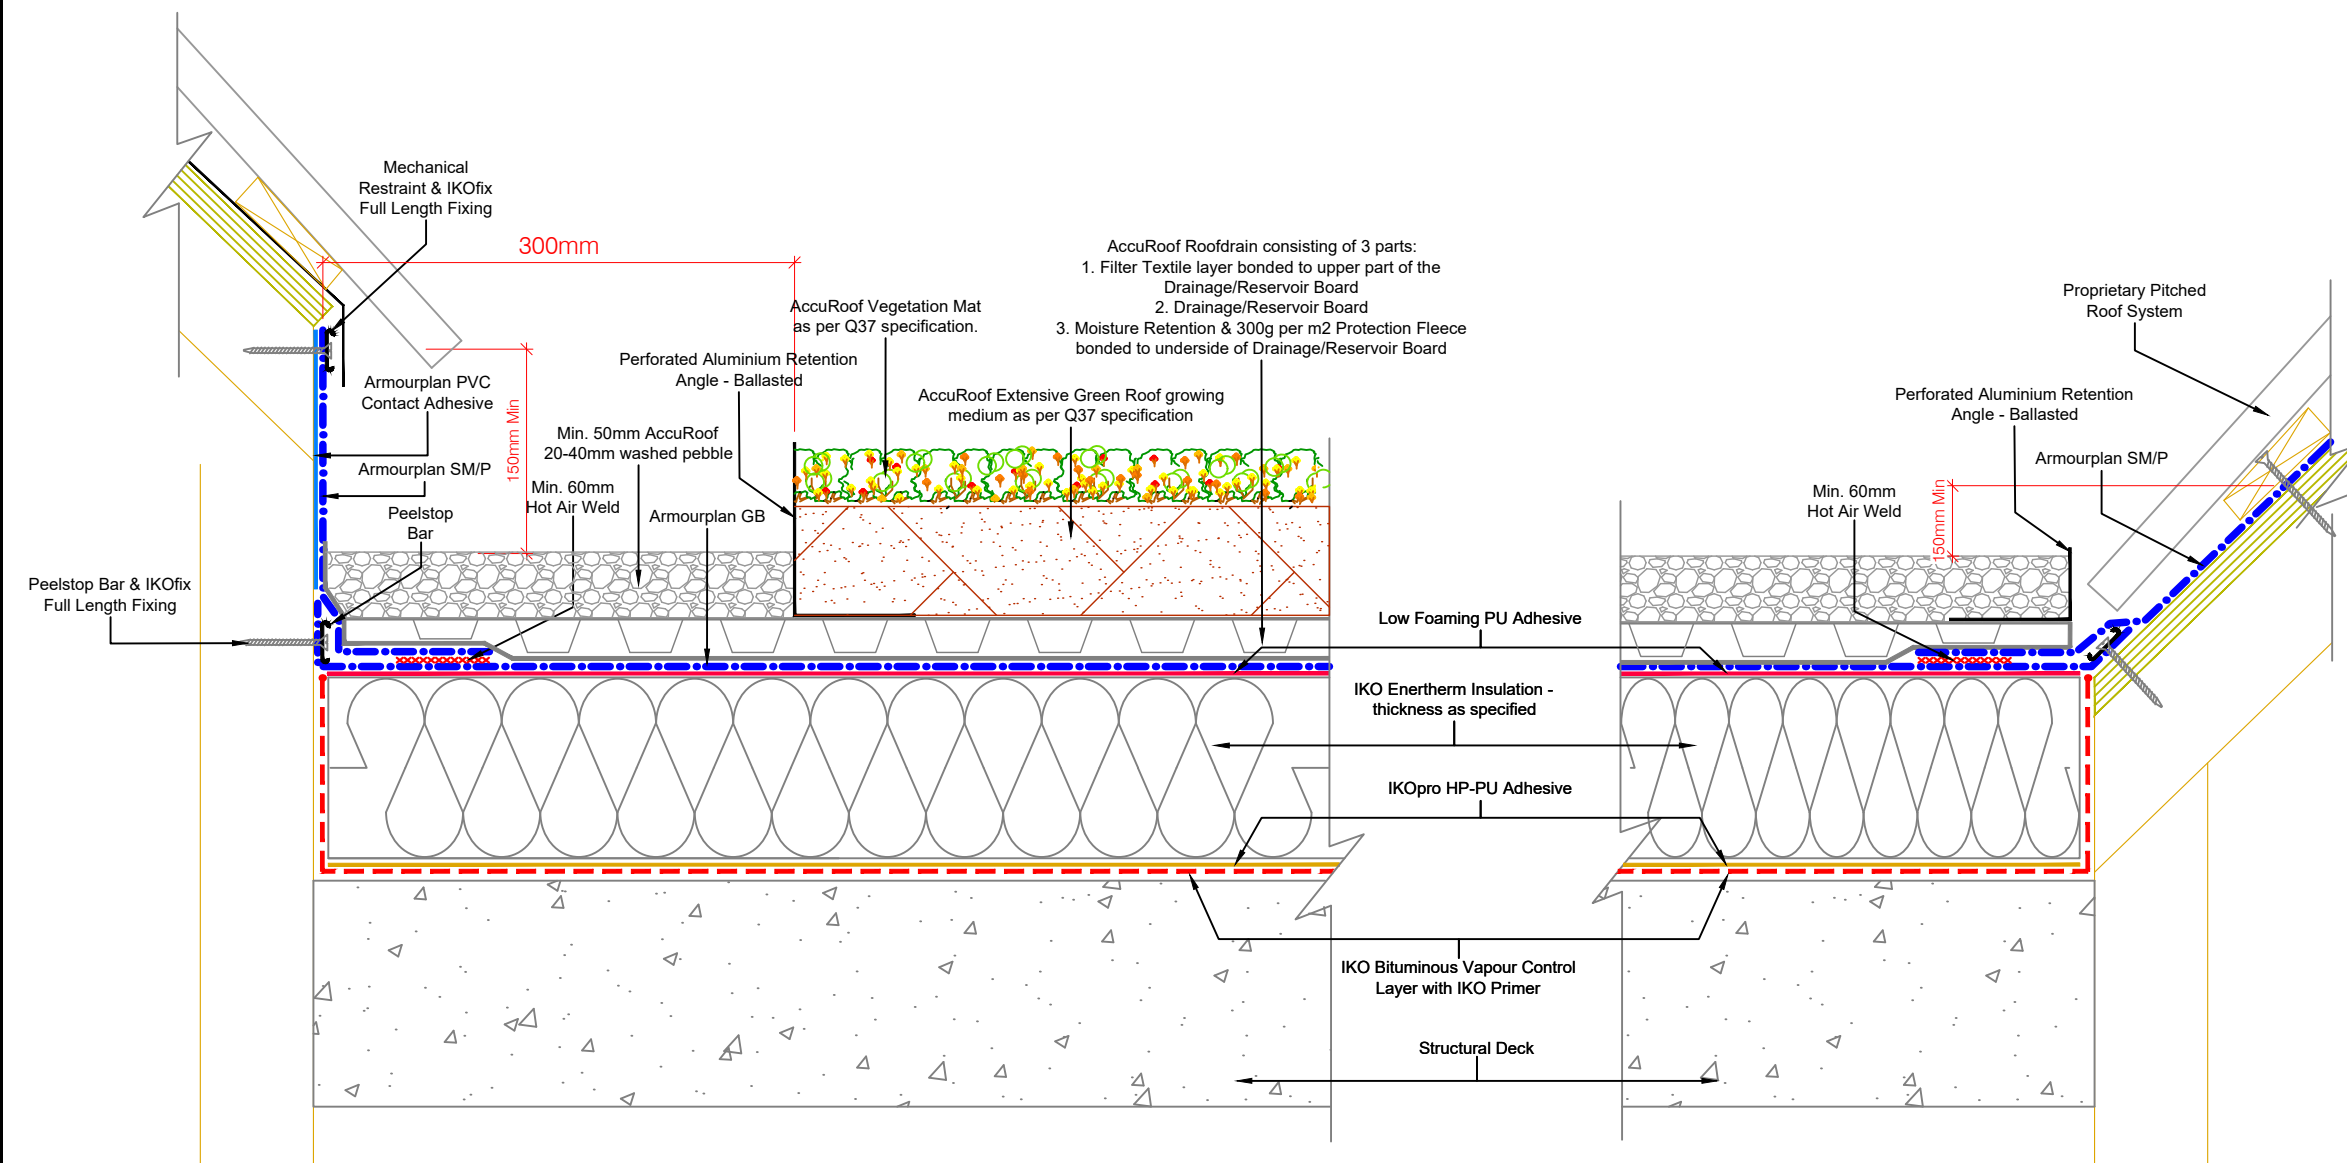 Mechanical
Restraint & IKOfix
Full Length Fixing
300mm
AccuRoof Roofdrain consisting of 3 parts:
1. Filter Textile layer bonded to upper part of the
Drainage/Reservoir Board
2. Drainage/Reservoir Board
3. Moisture Retention & 300g per m2 Protection Fleece
bonded to underside of Drainage/Reservoir Board
Proprietary Pitched
Roof System
AccuRoof Vegetation Mat
as per Q37 specification.
Perforated Aluminium Retention
Angle - Ballasted
Armourplan PVC
Contact Adhesive
150mm Min
AccuRoof Extensive Green Roof growing
medium as per Q37 specification
Perforated Aluminium Retention
Angle - Ballasted
Min. 50mm AccuRoof
20-40mm washed pebble
Armourplan SM/P
Armourplan SM/P
Min. 60mm
Hot Air Weld
Min. 60mm
Hot Air Weld
150mm Min
Peelstop
Bar
Armourplan GB
Peelstop Bar & IKOfix
Full Length Fixing
Low Foaming PU Adhesive
IKO Enertherm Insulation -
thickness as specified
IKOpro HP-PU Adhesive
IKO Bituminous Vapour Control
Layer with IKO Primer
Structural Deck